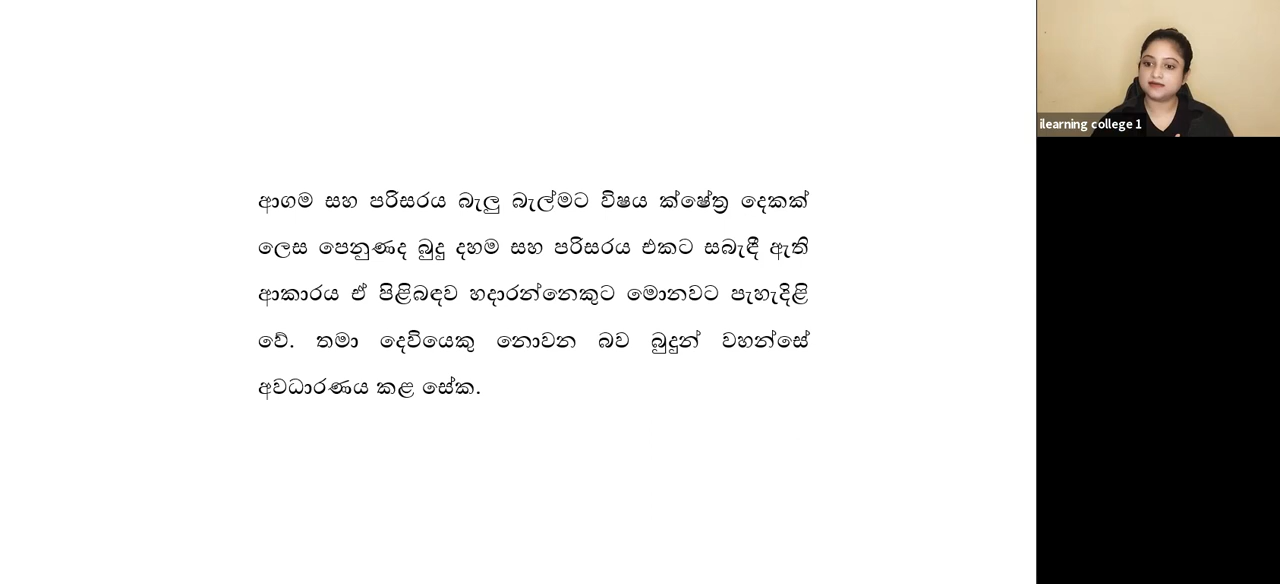 ආගම සහ පරිසරය බැලු බැල්මට විෂය ක්ෂේත්‍ර දෙකක්
ලෙස පෙනුණද බුදු දහම සහ පරිසරය එකට සබැඳී ඇති
ආකාරය ඒ පිළිබඳව හදාරන්නෙකුට මොනවට පැහැදිළි
වේ. තමා දෙවියෙකු නොවන බව බුදුන් වහන්සේ
අවධාරණය කළ සේක.
ilearning college 1